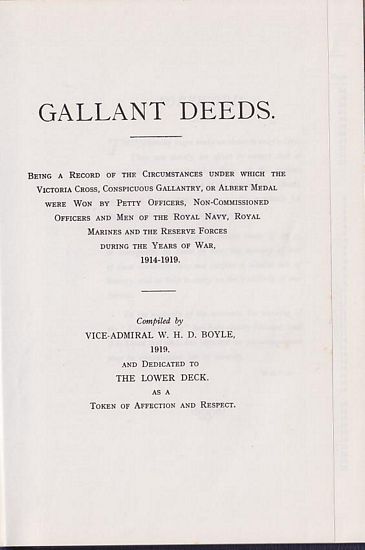 GALLANT DEEDS.
BEING A RECORD OF THE CIRCUMSTANCES UNDER WHICH THE
VICTORIA CROSS, CONSPICUOUS GALLANTRY, OR ALBERT MEDAL
WERE WON BY PETTY OFFICERS, NON-COMMISSIONED
OFFICERS AND MEN OF THE ROYAL NAVY, ROYAL
MARINES AND THE RESERVE FORCES
DURING THE YEARS OF WAR,
1914-1919.
Compiled by
VICE-ADMIRAL W. H. D. BOYLE,
1919.
AND DEDICATED TO
THE LOWER DECK.
AS A
TOKEN OF AFFECTION AND RESPECT.